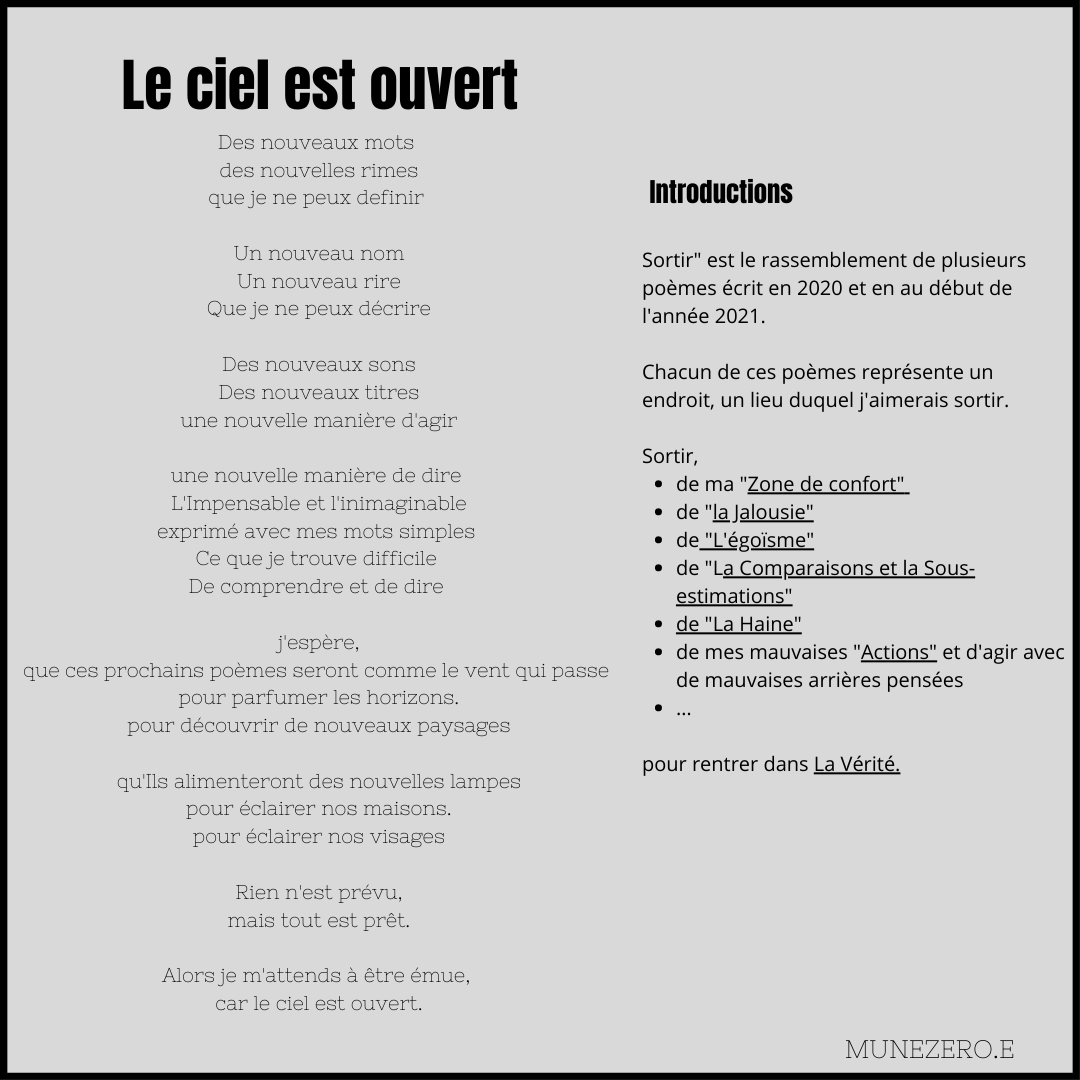 Le ciel est ouvert
Des nouveaux mots
des nouvelles rimes
que je ne peux definir
Un nouveau nom
Un nouveau rire
Que je ne peux décrire
Des nouveaux sons
Des nouveaux titres
une nouvelle manière d'agir
une nouvelle manière de dire
L'Impensable et l'inimaginable
exprimé avec mes mots simples
Ce que je trouve difficile
De comprendre et de dire
j'espère,
que ces prochains poèmes seront comme le vent qui passe
pour parfumer les horizons.
pour découvrir de nouveaux paysages
qu'Ils alimenteront des nouvelles lampes
pour éclairer nos maisons.
pour éclairer nos visages
Rien n'est prévu,
mais tout est prêt.
Alors je m'attends à être émue,
car le ciel est ouvert.
Introductions
Sortir" est le rassemblement de plusieurs
poèmes écrit en 2020 et en au début de
l'année 2021.
Chacun de ces poèmes représente un
endroit, un lieu duquel j'aimerais sortir.
Sortir,
• de ma "Zone de confort"
• de "la Jalousie"
• de "L'égoïsme"
• de "La Comparaisons et la Sous-
estimations"
• de "La Haine"
• de mes mauvaises "Actions" et d'agir avec
de mauvaises arrières pensées
• ...
pour rentrer dans La Vérité.
MUNEZERO.E